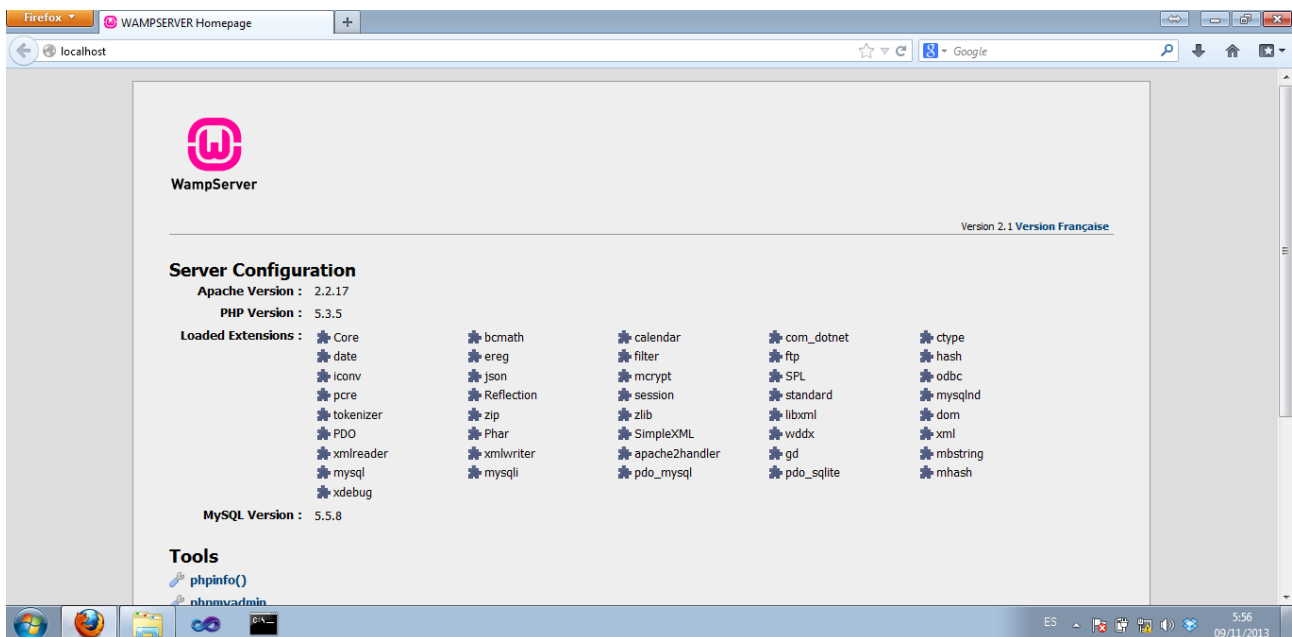 Firefox
WAMPSERVER Homepage
localhost
Google
WampServer
Version 2.1 Version Française
Server Configuration
Apache Version : 2.2.17
PHP Version : 5.3.5
Loaded Extensions : Core bcmath calendar com_dotnet ctype
date ereg filter ftp hash
iconv json mcrypt SPL odbc
pcre Reflection session standard mysqlnd
tokenizer zip zlib libxml dom
PDO Phar SimpleXML wddx xml
xmlreader xmlwriter apache2handler gd mbstring
mysql mysqli pdo_mysql pdo_sqlite mhash
xdebug
MySQL Version : 5.5.8
Tools
phpinfo()
phpmyadmin
ES 5:56
09/11/2013